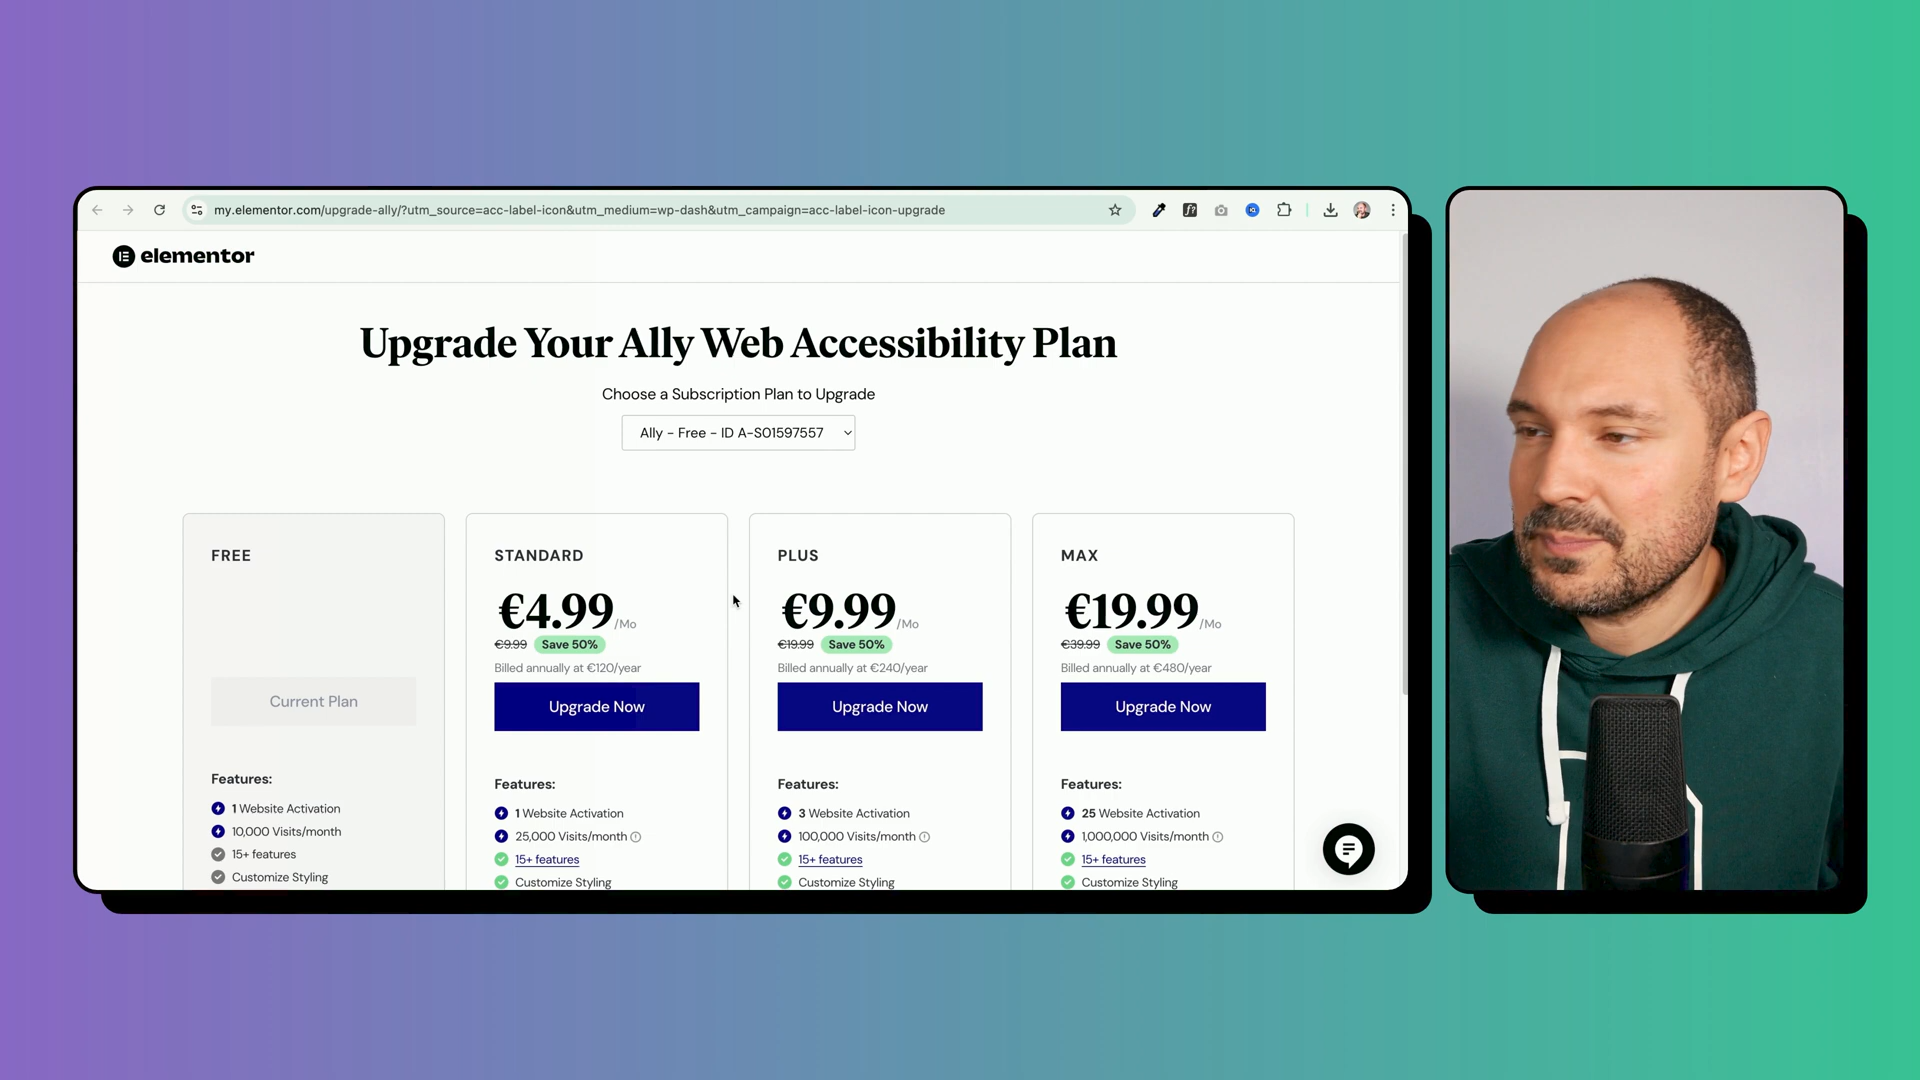 my.elementor.com/upgrade-ally/?utm_source=acc-label-icon&utm_medium=wp-dash&utm_campaign=acc-label-icon-upgrade
elementor
Upgrade Your Ally Web Accessibility Plan
Choose a Subscription Plan to Upgrade
Ally - Free - ID A-S01597557
FREE
Current Plan
Features:
1 Website Activation
10,000 Visits/month
15+ features
Customize Styling
STANDARD
€4.99/Mo
€9.99 Save 50%
Billed annually at €120/year
Upgrade Now
Features:
1 Website Activation
25,000 Visits/month
15+ features
Customize Styling
PLUS
€9.99/Mo
€19.99 Save 50%
Billed annually at €240/year
Upgrade Now
Features:
3 Website Activation
100,000 Visits/month
15+ features
Customize Styling
MAX
€19.99/Mo
€39.99 Save 50%
Billed annually at €480/year
Upgrade Now
Features:
25 Website Activation
1,000,000 Visits/month
15+ features
Customize Styling